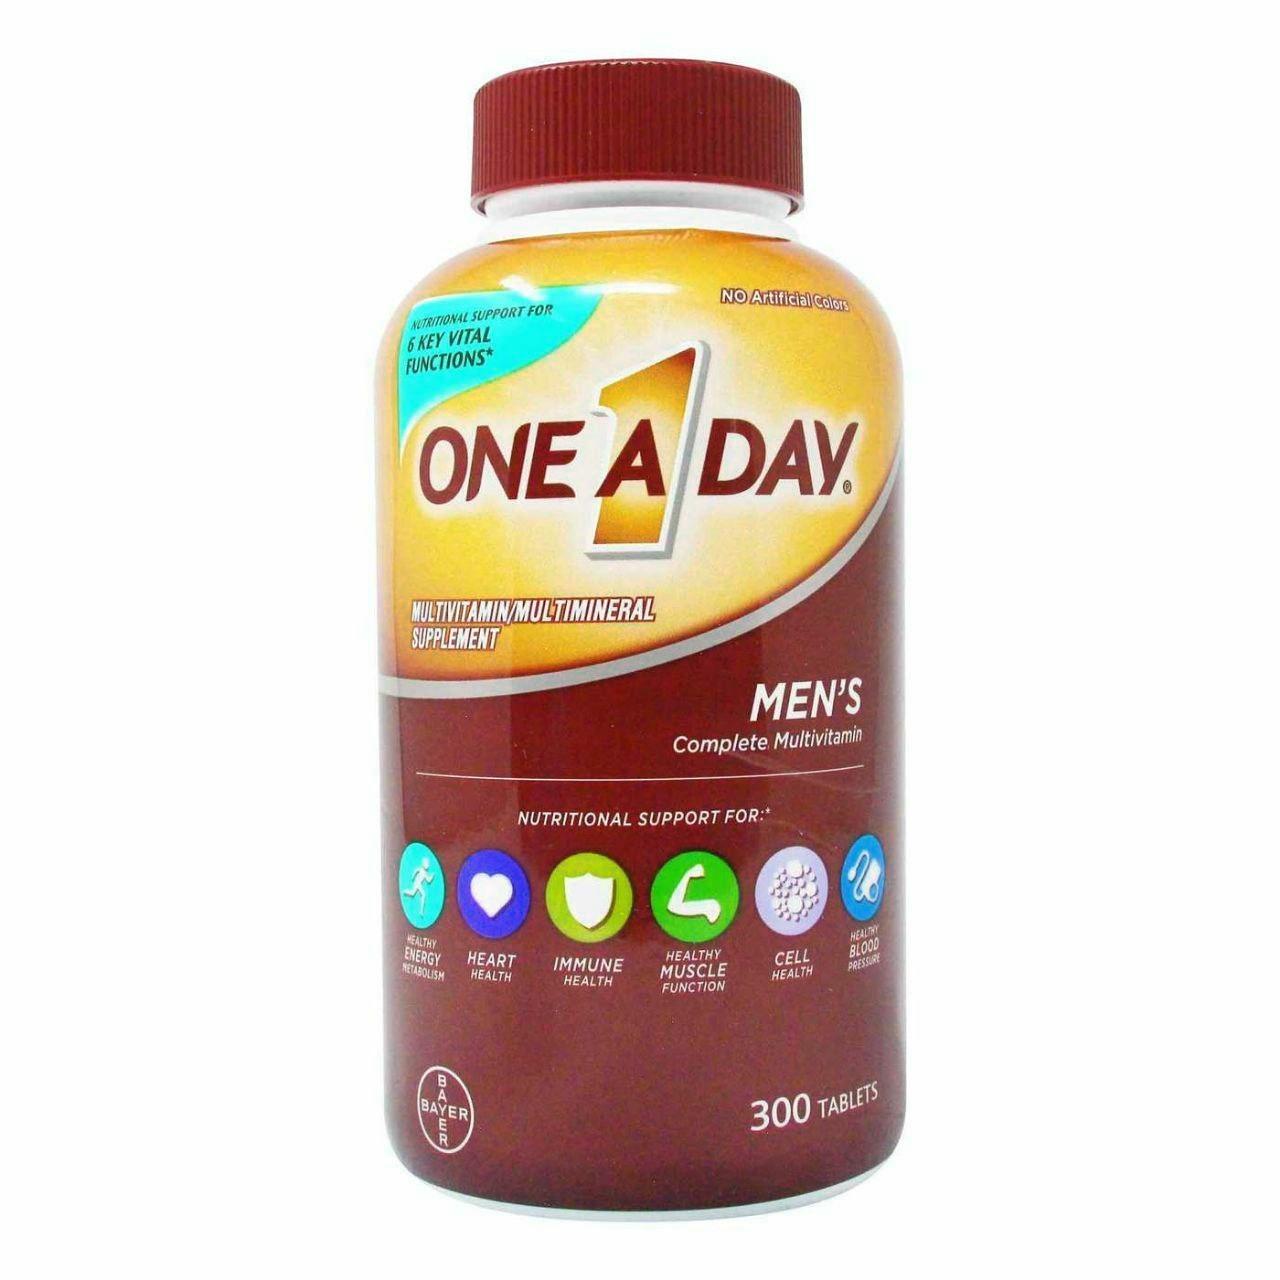 NO Artificial Colors
NUTRITIONAL SUPPORT FOR
6 KEY VITAL
FUNCTIONS*
1
ONE A DAY®
MULTIVITAMIN/MULTIMINERAL
SUPPLEMENT
MEN'S
Complete Multivitamin
NUTRITIONAL SUPPORT FOR:*
HEALTHY
ENERGY
METABOLISM
HEART
HEALTH
IMMUNE
HEALTH
HEALTHY
MUSCLE
FUNCTION
CELL
HEALTH
HEALTHY
BLOOD
PRESSURE
BAYER
BAYER
300 TABLETS